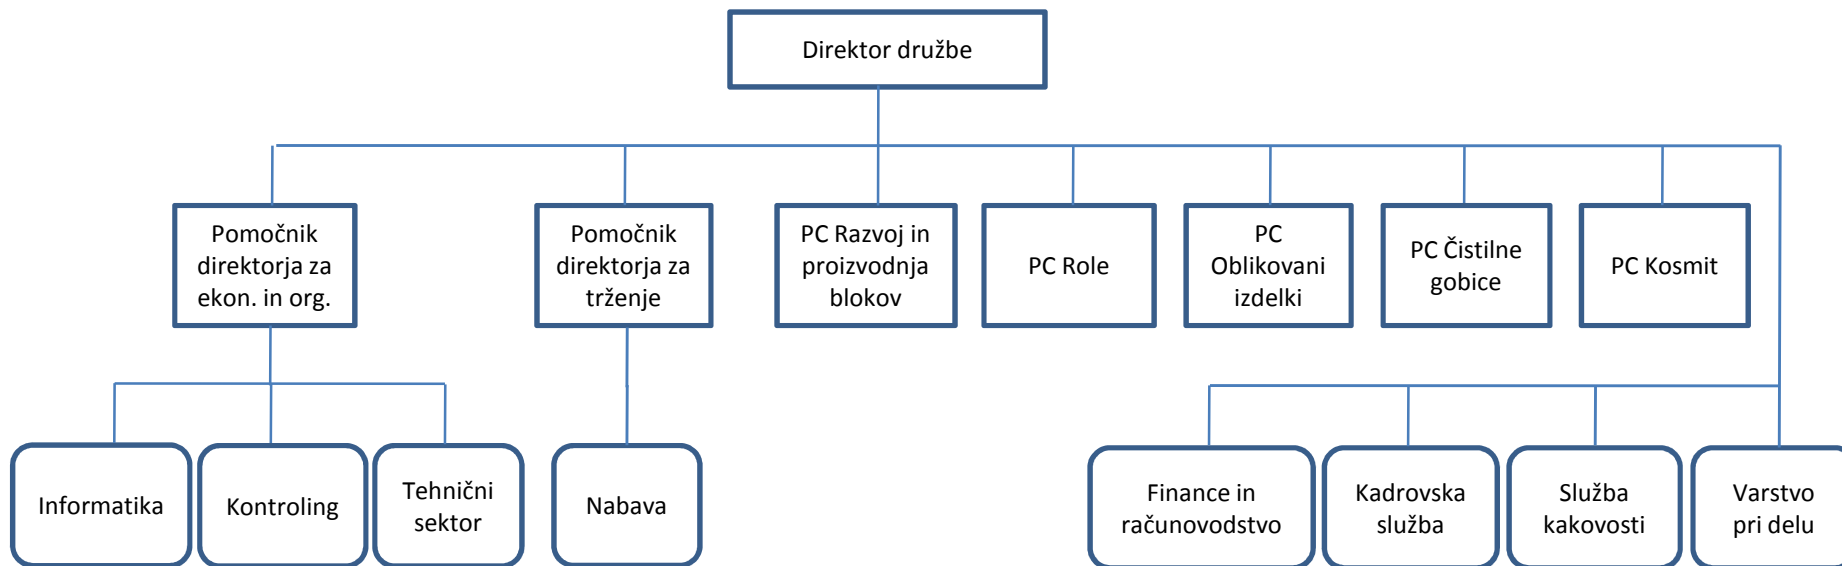 Direktor družbe
Pomočnik
direktorja za
ekon. in org.
Pomočnik
direktorja za
trženje
PC Razvoj in
proizvodnja
blokov
PC Role
PC
Oblikovani
izdelki
PC Čistilne
gobice
PC Kosmit
Informatika
Kontroling
Tehnični
sektor
Nabava
Finance in
računovodstvo
Kadrovska
služba
Služba
kakovosti
Varstvo
pri delu